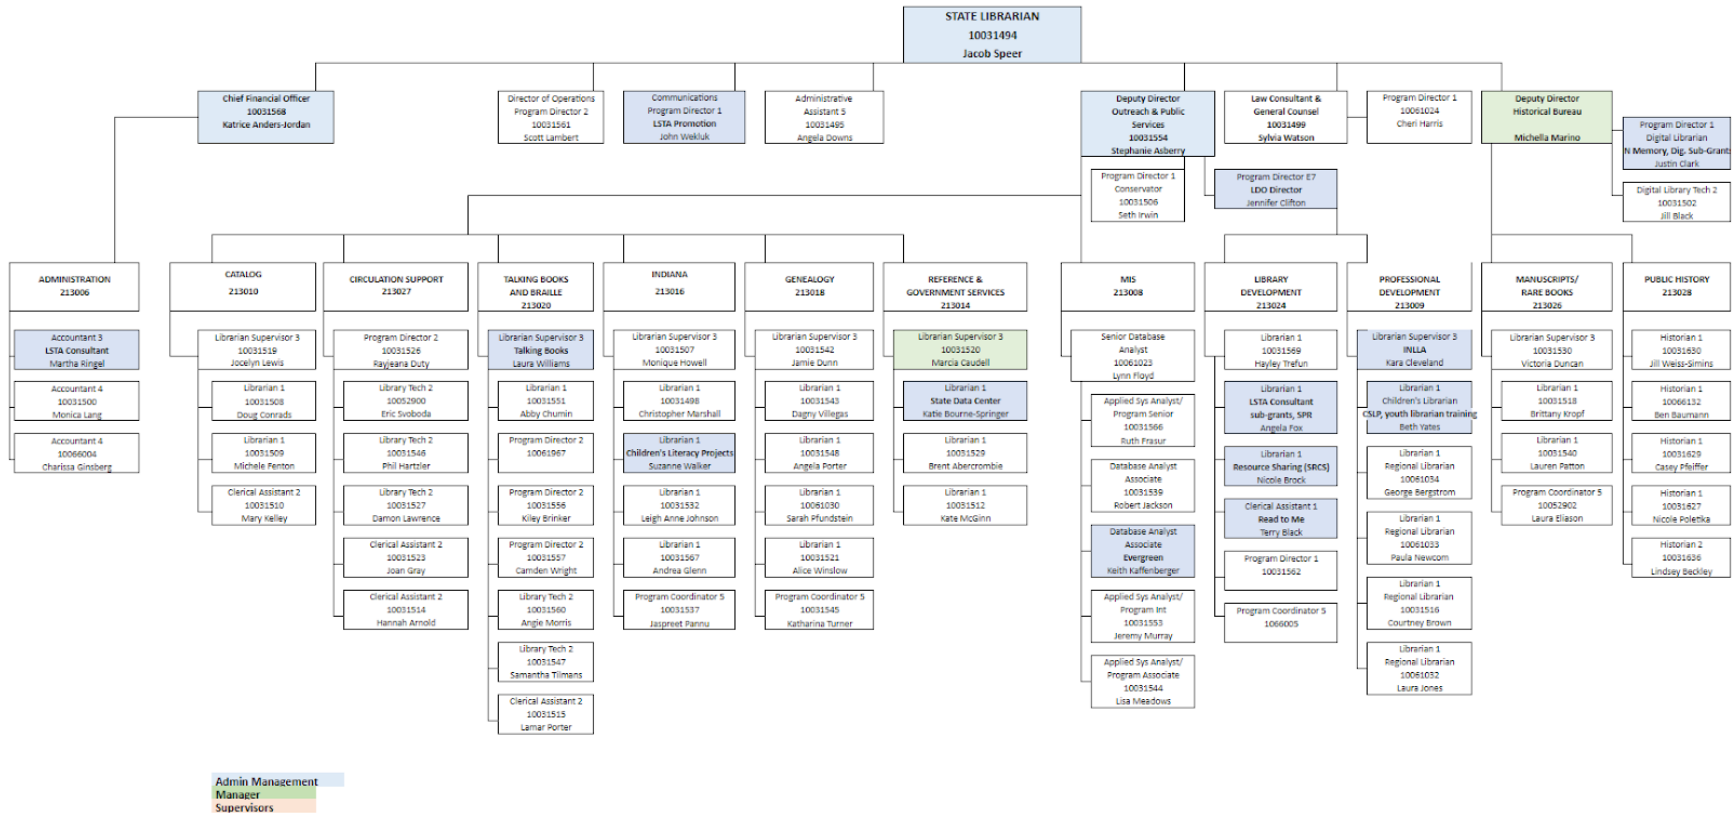 STATE LIBRARIAN
10031494
Jacob Speer
Chief Financial Officer
10031568
Katrice Anders-Jordan
Director of Operations
Program Director 2
10031561
Scott Lambert
Communications
Program Director 1
LSTA Promotion
John Wekluk
Administrative
Assistant 5
10031495
Angela Downs
Deputy Director
Outreach & Public
Services
10031554
Stephanie Asberry
Law Consultant &
General Counsel
10031499
Sylvia Watson
Program Director 1
10061024
Cheri Harris
Deputy Director
Historical Bureau
Michella Marino
Program Director 1
Digital Librarian
N Memory, Dig. Sub-Grant
Justin Clark
Program Director 1
Conservator
10031506
Seth Irwin
Program Director E7
LDO Director
Jennifer Clifton
Digital Library Tech 2
10031502
Jill Black
ADMINISTRATION
213006
Accountant 3
LSTA Consultant
Martha Ringel
Accountant 4
10031500
Monica Lang
Accountant 4
10066004
Charissa Ginsberg
CATALOG
213010
Librarian Supervisor 3
10031519
Jocelyn Lewis
Librarian 1
10031508
Doug Conrads
Librarian 1
10031509
Michele Fenton
Clerical Assistant 2
10031510
Mary Kelley
CIRCULATION SUPPORT
213027
Program Director 2
10031526
Rayjeana Duty
Library Tech 2
10052900
Eric Svoboda
Library Tech 2
10031546
Phil Hartzler
Library Tech 2
10031527
Damon Lawrence
Clerical Assistant 2
10031523
Joan Gray
Clerical Assistant 2
10031514
Hannah Arnold
TALKING BOOKS
AND BRAILLE
213020
Librarian Supervisor 3
Talking Books
Laura Williams
Librarian 1
10031551
Abby Chumin
Program Director 2
10061967
Program Director 2
10031556
Kiley Brinker
Program Director 2
10031557
Camden Wright
Library Tech 2
10031560
Angie Morris
Library Tech 2
10031547
Samantha Tilmans
Clerical Assistant 2
10031515
Lamar Porter
INDIANA
213016
Librarian Supervisor 3
10031507
Monique Howell
Librarian 1
10031498
Christopher Marshall
Librarian 1
Children's Literacy Projects
Suzanne Walker
Librarian 1
10031532
Leigh Anne Johnson
Librarian 1
10031567
Andrea Glenn
Program Coordinator 5
10031537
Jaspreet Pannu
GENEALOGY
213018
Librarian Supervisor 3
10031542
Jamie Dunn
Librarian 1
10031543
Dagny Villegas
Librarian 1
10031548
Angela Porter
Librarian 1
10061030
Sarah Pfundstein
Librarian 1
10031521
Alice Winslow
Program Coordinator 5
10031545
Katharina Turner
REFERENCE &
GOVERNMENT SERVICES
213014
Librarian Supervisor 3
10031520
Marcia Caudell
Librarian 1
State Data Center
Katie Bourne-Springer
Librarian 1
10031529
Brent Abercrombie
Librarian 1
10031512
Kate McGinn
MIS
213008
Senior Database
Analyst
10061023
Lynn Floyd
Applied Sys Analyst/
Program Senior
10031566
Ruth Frasur
Database Analyst
Associate
10031539
Robert Jackson
Database Analyst
Associate
Evergreen
Keith Kaffenberger
Applied Sys Analyst/
Program Int
10031553
Jeremy Murray
Applied Sys Analyst/
Program Associate
10031544
Lisa Meadows
LIBRARY
DEVELOPMENT
213024
Librarian 1
10031569
Hayley Trefun
Librarian 1
LSTA Consultant
sub-grants, SPR
Angela Fox
Librarian 1
Resource Sharing (SRCS)
Nicole Brock
Clerical Assistant 1
Read to Me
Terry Black
Program Director 1
10031562
Program Coordinator 5
1066005
PROFESSIONAL
DEVELOPMENT
213009
Librarian Supervisor 3
INLLA
Kara Cleveland
Librarian 1
Children's Librarian
CSLP, youth librarian training
Beth Yates
Librarian 1
Regional Librarian
10061034
George Bergstrom
Librarian 1
Regional Librarian
10061033
Paula Newcom
Librarian 1
Regional Librarian
10031516
Courtney Brown
Librarian 1
Regional Librarian
10061032
Laura Jones
MANUSCRIPTS/
RARE BOOKS
213026
Librarian Supervisor 3
10031530
Victoria Duncan
Librarian 1
10031518
Brittany Kropf
Librarian 1
10031540
Lauren Patton
Program Coordinator 5
10052902
Laura Eliason
PUBLIC HISTORY
213028
Historian 1
10031630
Jill Weiss-Simins
Historian 1
10066132
Ben Baumann
Historian 1
10031629
Casey Pfeiffer
Historian 1
10031627
Nicole Poletika
Historian 2
10031636
Lindsey Beckley
Admin Management
Manager
Supervisors